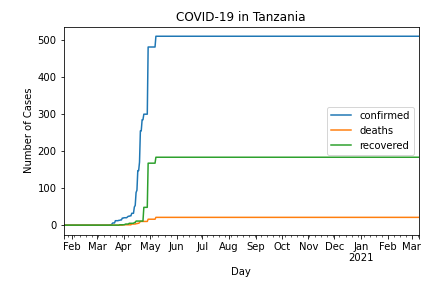 COVID-19 in Tanzania
Number of Cases
500
400
300
200
100
0
confirmed
deaths
recovered
Feb Mar Apr May Jun Jul Aug Sep Oct Nov Dec Jan Feb Mar
2021
Day